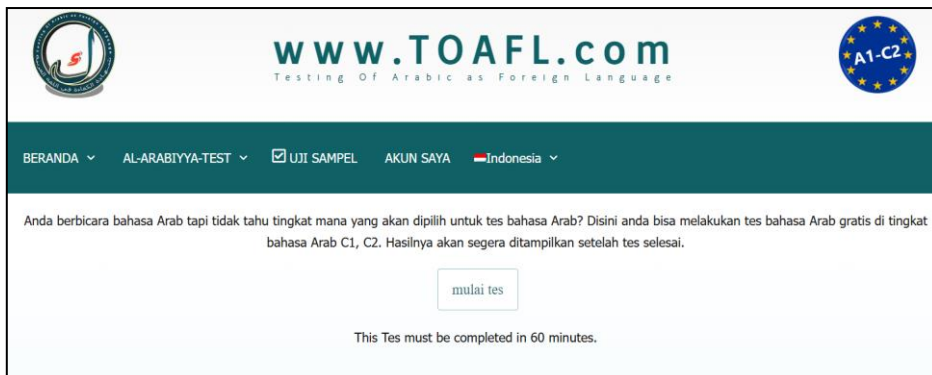 www.TOAFL.com
Testing Of Arabic as Foreign Language
A1-C2
BERANDA AL-ARABIYYA-TEST UJI SAMPEL AKUN SAYA Indonesia
Anda berbicara bahasa Arab tapi tidak tahu tingkat mana yang akan dipilih untuk tes bahasa Arab? Disini anda bisa melakukan tes bahasa Arab gratis di tingkat
bahasa Arab C1, C2. Hasilnya akan segera ditampilkan setelah tes selesai.
mulai tes
This Tes must be completed in 60 minutes.